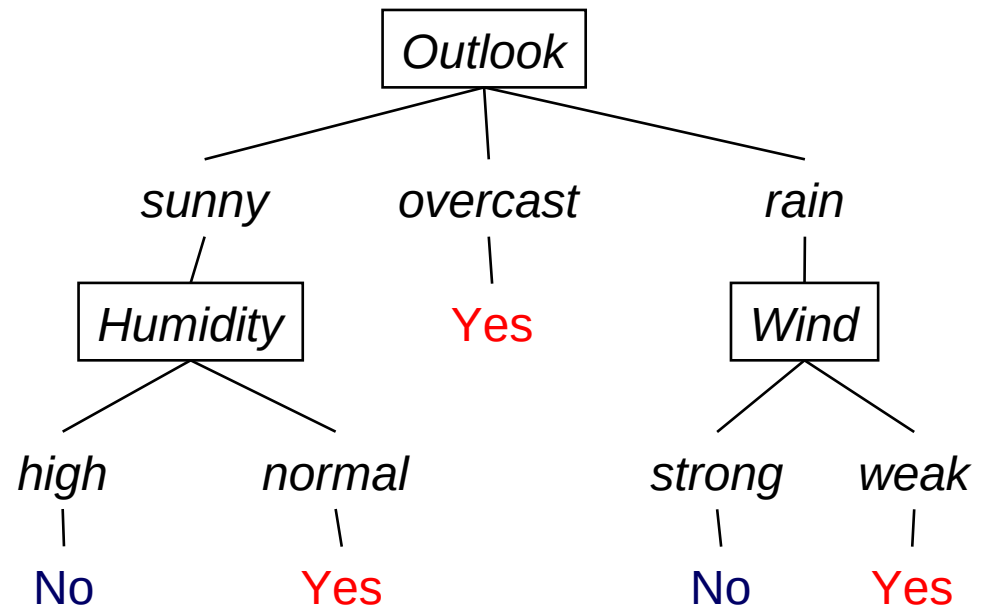 Outlook
sunny overcast rain
Humidity Yes Wind
high normal strong weak
No Yes No Yes